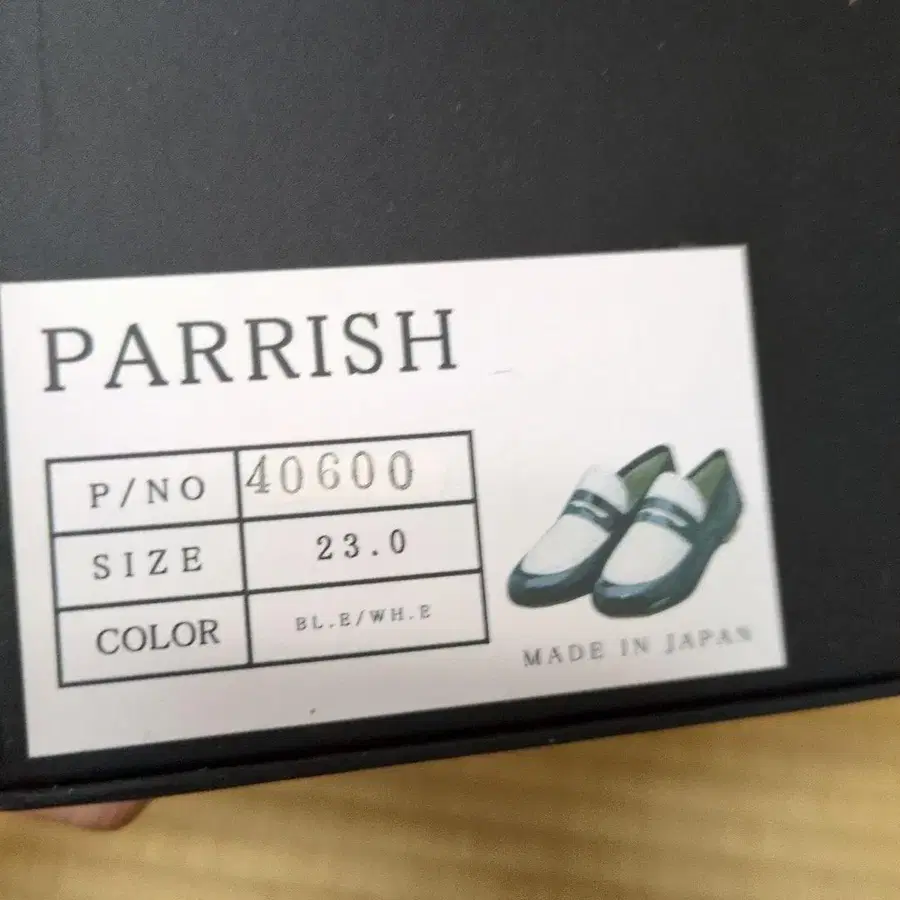 PARRISH
P/NO 40600
SIZE 23.0
COLOR BL.E/WH.E
MADE IN JAPAN